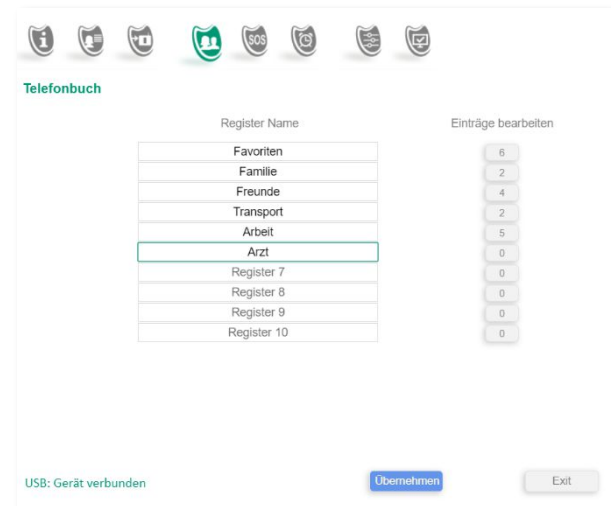 SOS
Telefonbuch
Register Name Einträge bearbeiten
Favoriten 6
Familie 2
Freunde 4
Transport 2
Arbeit 5
Arzt 0
Register 7 0
Register 8 0
Register 9 0
Register 10 0
USB: Gerät verbunden Übernehmen Exit